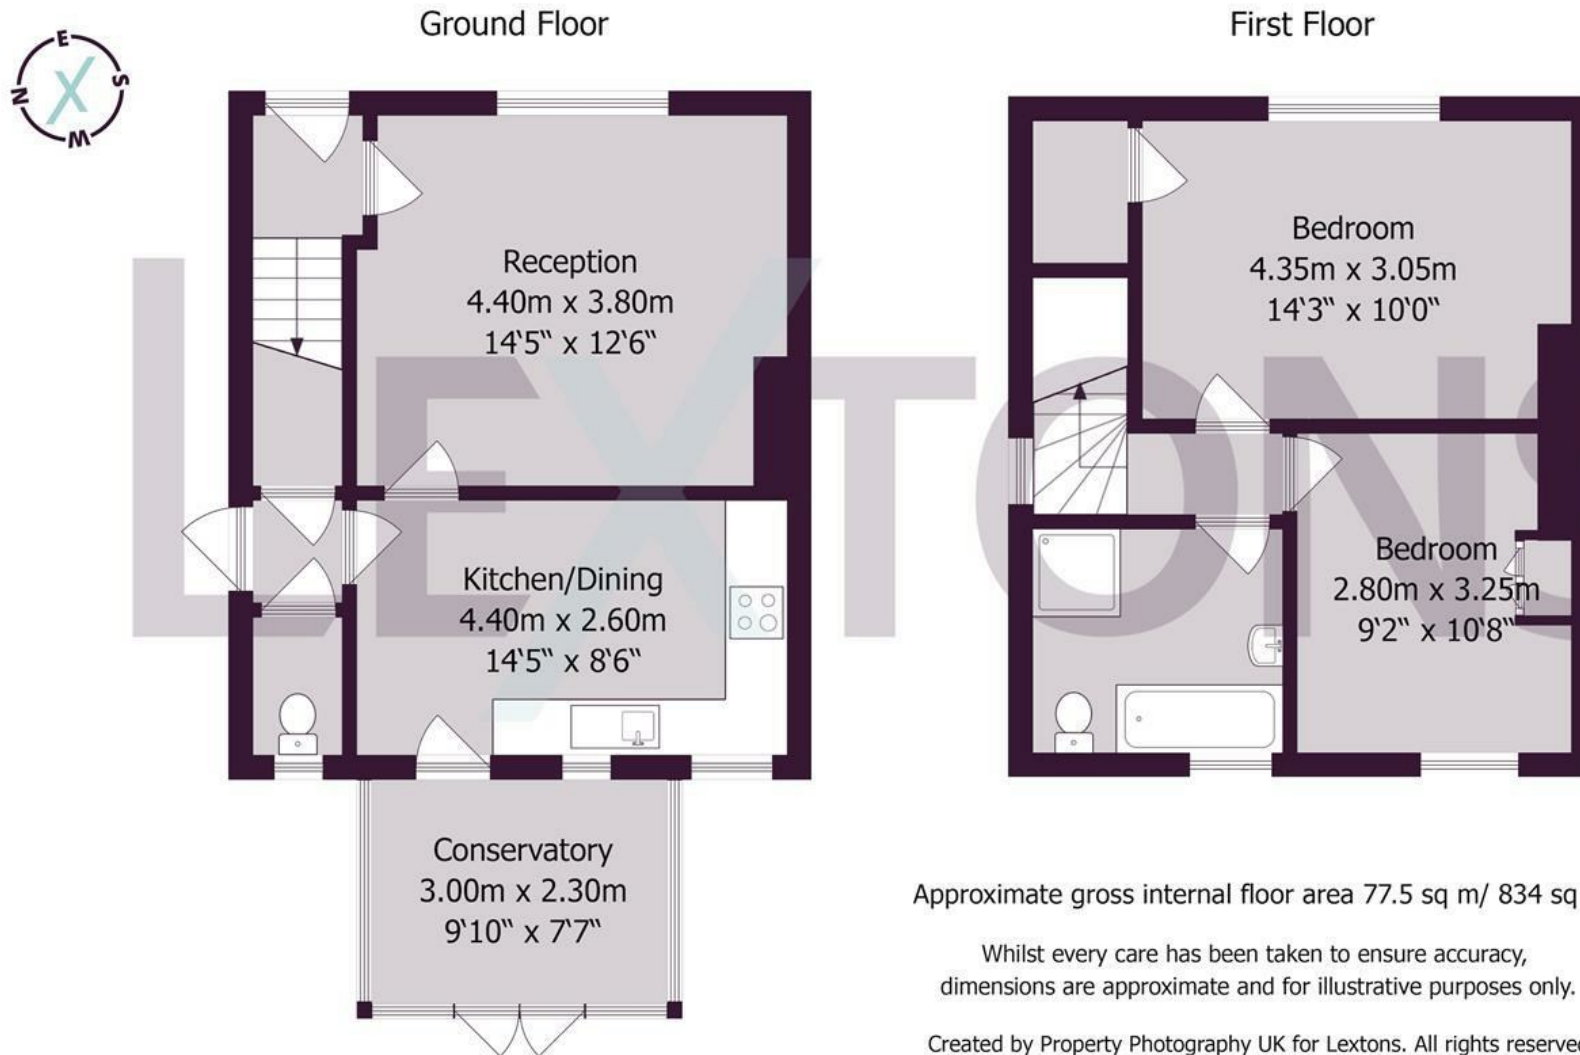 Ground Floor
First Floor
E
S
N
W
X
Reception
4.40m x 3.80m
14'5" x 12'6"
Bedroom
4.35m x 3.05m
14'3" x 10'0"
LEXTONS
Kitchen/Dining
4.40m x 2.60m
14'5" x 8'6"
Bedroom
2.80m x 3.25m
9'2" x 10'8"
Conservatory
3.00m x 2.30m
9'10" x 7'7"
Approximate gross internal floor area 77.5 sq m/ 834 sq
Whilst every care has been taken to ensure accuracy,
dimensions are approximate and for illustrative purposes only.
Created by Property Photography UK for Lextons. All rights reserved